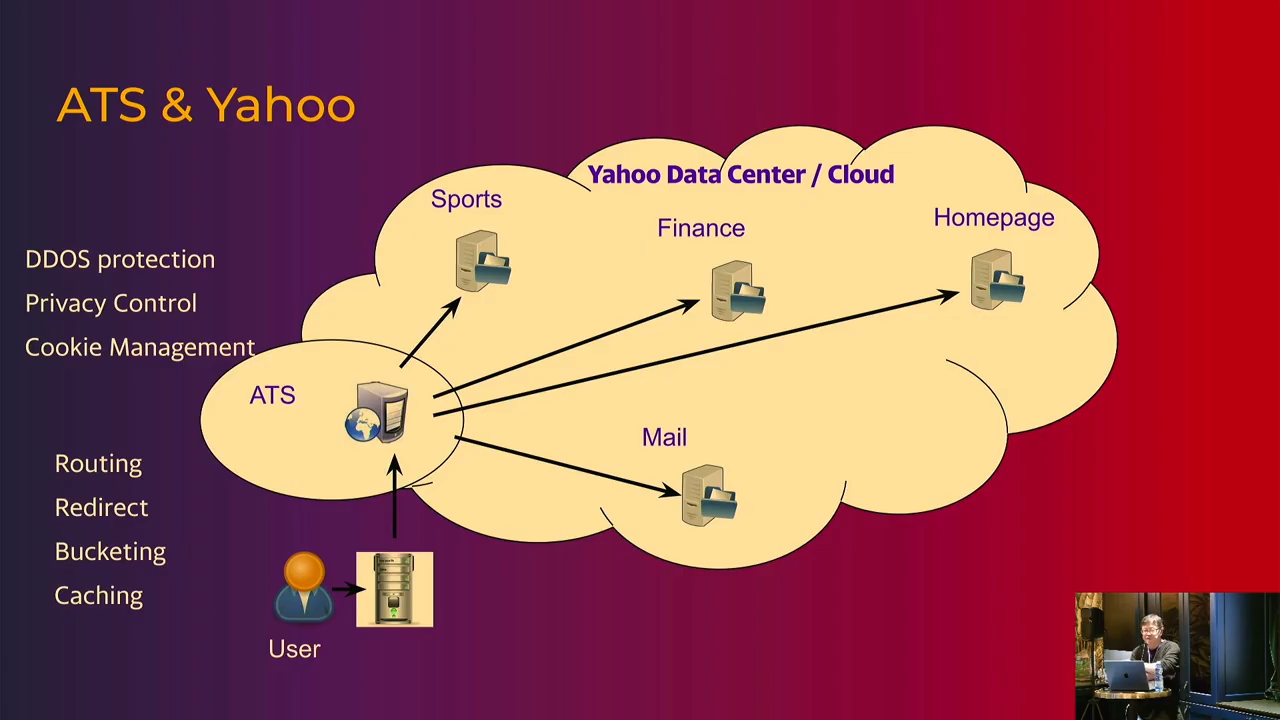 ATS & Yahoo
Yahoo Data Center / Cloud
Sports
Finance
Homepage
DDOS protection
Privacy Control
Cookie Management
ATS
Mail
Routing
Redirect
Bucketing
Caching
User